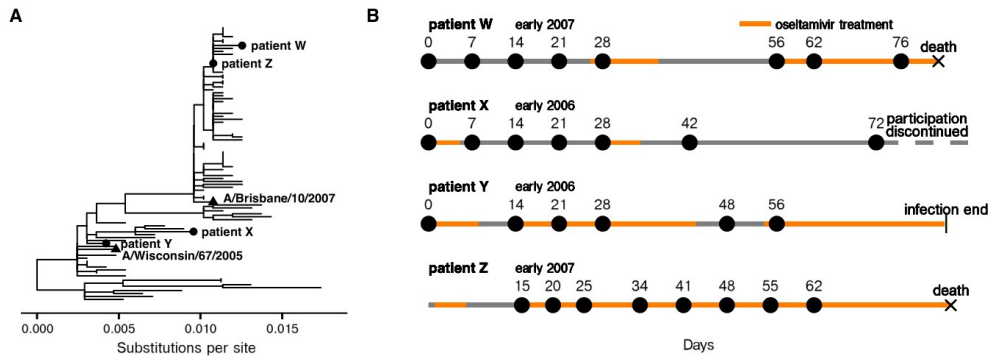 A
patient W
patient Z
A/Brisbane/10/2007
patient X
patient Y
A/Wisconsin/67/2005
0.000 0.005 0.010 0.015
Substitutions per site
B
patient W early 2007 oseltamivir treatment
0 7 14 21 28 56 62 76 death
patient X early 2006
0 7 14 21 28 42 72 participation
discontinued
patient Y early 2006
0 14 21 28 48 56 infection end
patient Z early 2007
15 20 25 34 41 48 55 62 death
Days